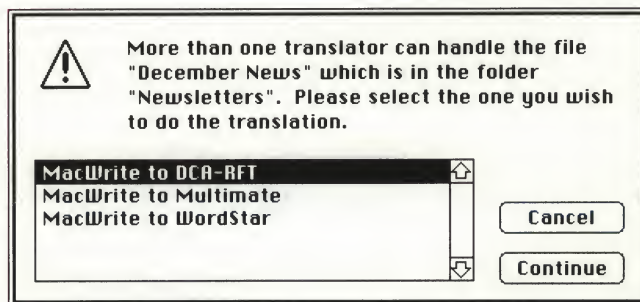 More than one translator can handle the file
"December News" which is in the folder
"Newsletters".  Please select the one you wish
to do the translation.
MacWrite to DCA-RFT
MacWrite to Multimate
MacWrite to WordStar
Cancel
Continue